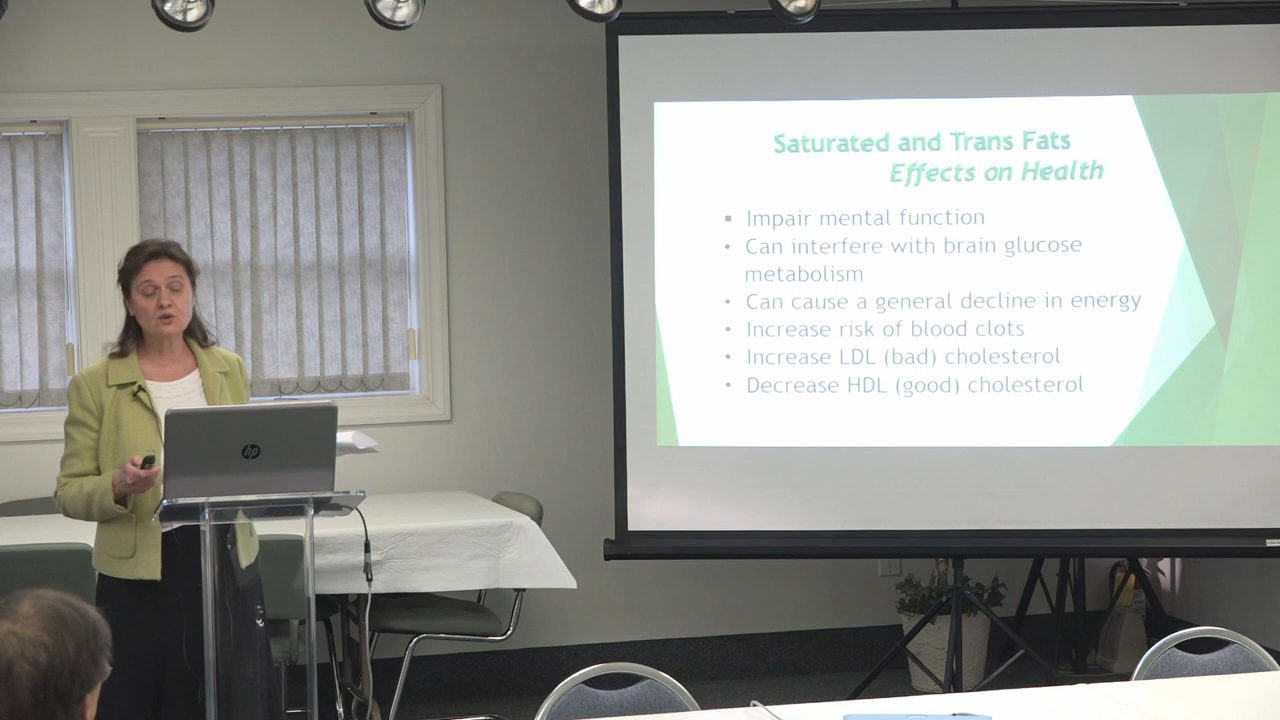 Saturated and Trans Fats
Effects on Health
▪ Impair mental function
• Can interfere with brain glucose
metabolism
• Can cause a general decline in energy
• Increase risk of blood clots
• Increase LDL (bad) cholesterol
• Decrease HDL (good) cholesterol
hp